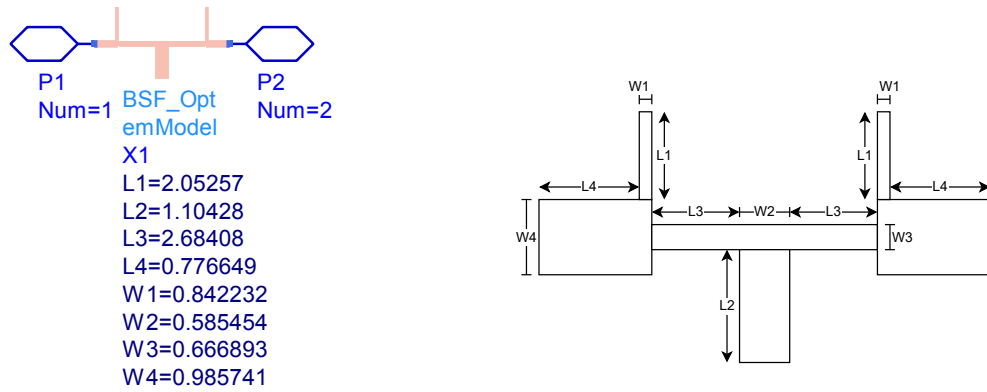 P1
Num=1
BSF_Opt
emModel
X1
L1=2.05257
L2=1.10428
L3=2.68408
L4=0.776649
W1=0.842232
W2=0.585454
W3=0.666893
W4=0.985741
P2
Num=2
W1
W1
L1
L1
L4
L4
L3
W2
L3
W4
W3
L2